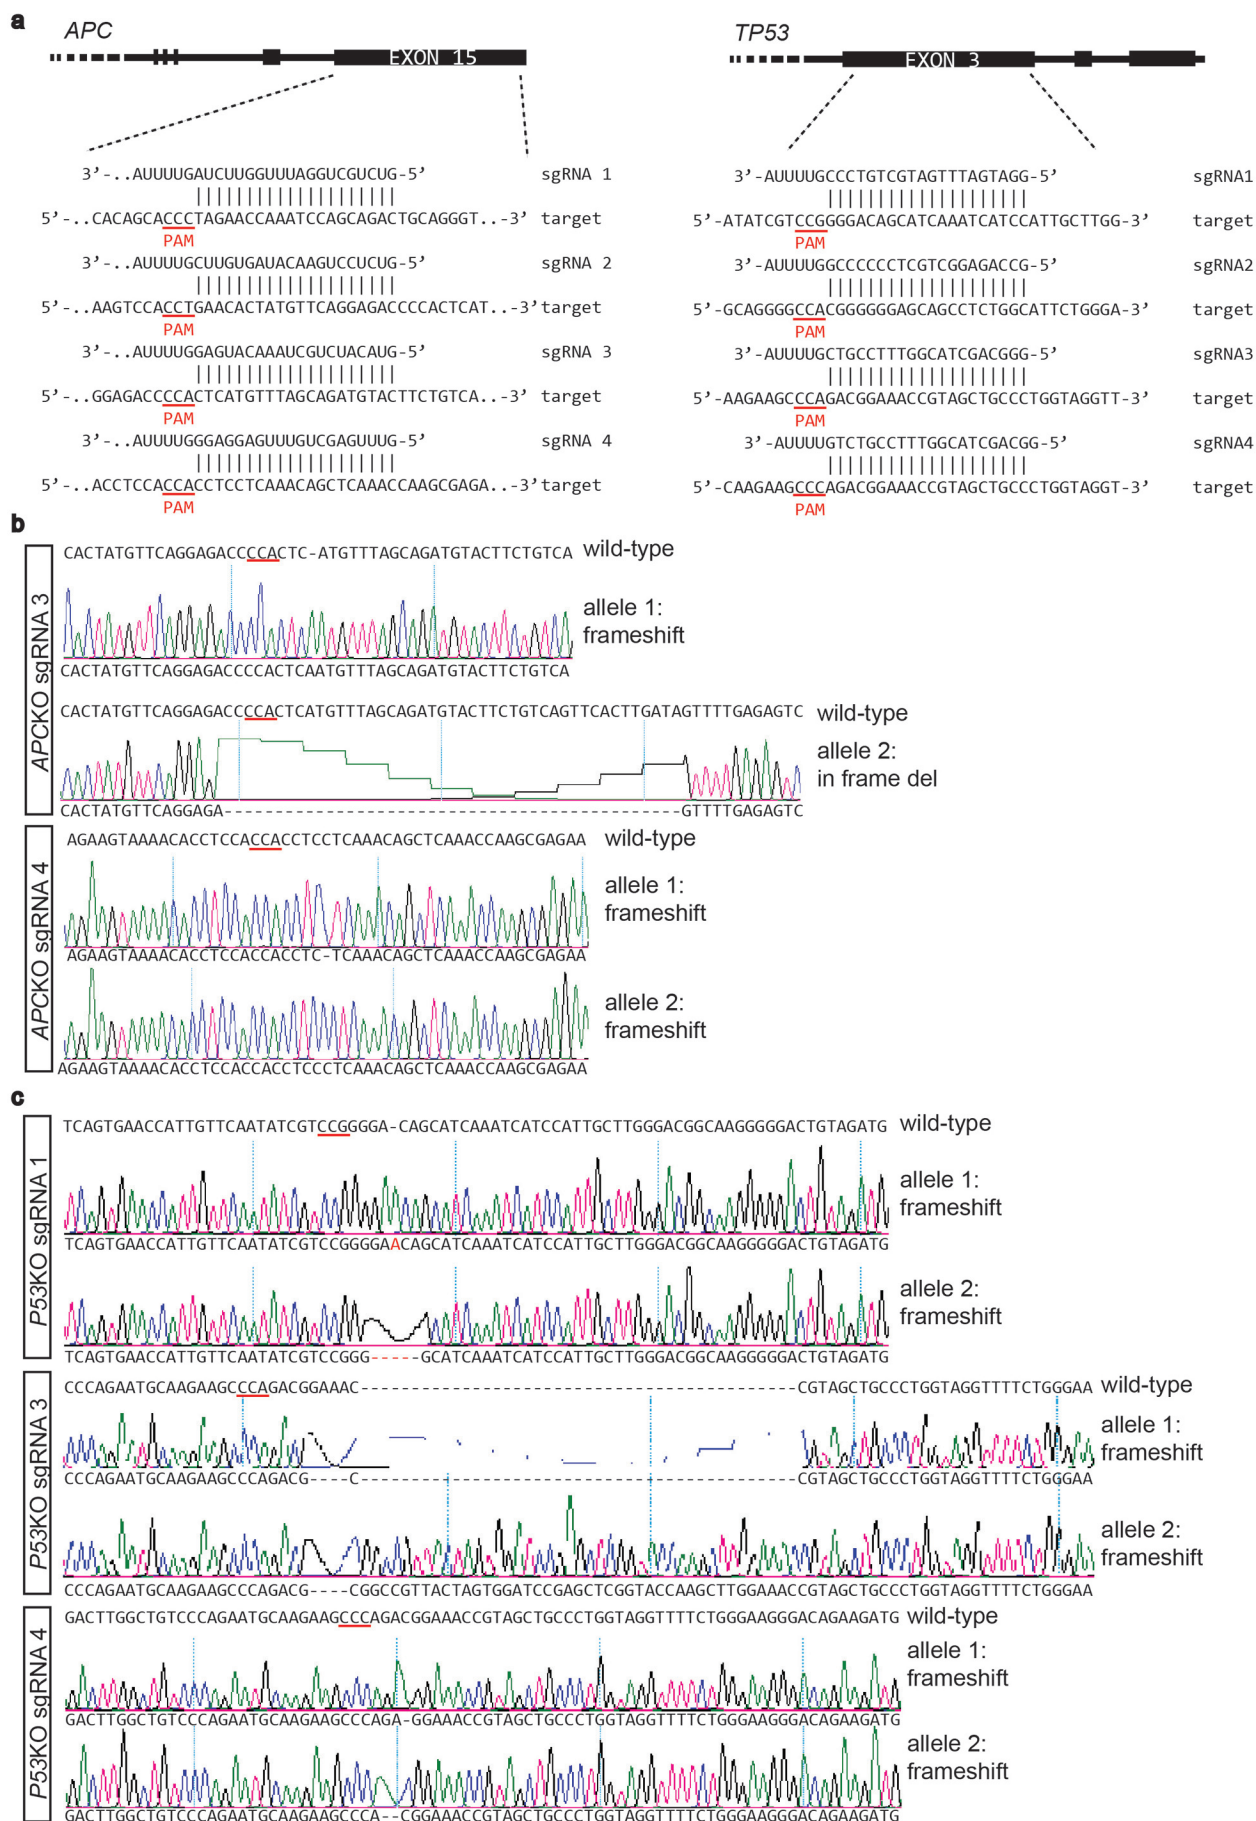 a
APC
EXON 15
3’-..AUUUUGAUCUUGGUUUAGGUCGUCUG-5’ sgRNA 1
5’-..CACAGCACCCTAGAACCAAATCCAGCAGACTGCAGGGT..-3’ target
PAM
3’-..AUUUUGCUUGUGAUACAAGUCCUCUG-5’ sgRNA 2
5’-..AAGTCCACCTGAACACTATGTTCAGGAGACCCCACTCAT..-3’ target
PAM
3’-..AUUUUGGAGUACAAAUCGUCUACAUG-5’ sgRNA 3
5’-..GGAGACCCCACTCATGTTTAGCAGATGTACTTCTGTCA..-3’ target
PAM
3’-..AUUUUGGGAGGAGUUUGUCGAGUUUG-5’ sgRNA 4
5’-..ACCTCCACCACCTCCTCAAACAGCTCAAACCAAGCGAGA..-3’ target
PAM
TP53
EXON 3
3’-AUUUUGCCCTGTCGTAGTTTAGTAGG-5’ sgRNA1
5’-ATATCGTCCGGGGACAGCATCAAATCATCCATTGCTTGG-3’ target
PAM
3’-AUUUUGGCCCCCCTCGTCGGAGACCG-5’ sgRNA2
5’-GCAGGGGCCACGGGGGGAGCAGCCTCTGGCATTCTGGGA-3’ target
PAM
3’-AUUUUGCTGCCTTTGGCATCGACGGG-5’ sgRNA3
5’-AAGAAGCCCAGACGGAAACCGTAGCTGCCCTGGTAGGTT-3’ target
PAM
3’-AUUUUGTCTGCCTTTGGCATCGACGG-5’ sgRNA4
5’-CAAGAAGCCCAGACGGAAACCGTAGCTGCCCTGGTAGGT-3’ target
PAM
b
APCKO sgRNA 3
CACTATGTTCAGGAGACCCCACTC-ATGTTTAGCAGATGTACTTCTGTCA wild-type
allele 1:
frameshift
CACTATGTTCAGGAGACCCCACTCAATGTTTAGCAGATGTACTTCTGTCA
CACTATGTTCAGGAGACCCCACTCATGTTTAGCAGATGTACTTCTGTCAGTTCACTTGATAGTTTTGAGAGTC wild-type
allele 2:
in frame del
CACTATGTTCAGGAGA---------------------------------------------GTTTTGAGAGTC
APCKO sgRNA 4
AGAAGTAAAACACCTCCACCACCTCCTCAAACAGCTCAAACCAAGCGAGAA wild-type
allele 1:
frameshift
AGAAGTAAAACACCTCCACCACCTC-TCAAACAGCTCAAACCAAGCGAGAA
allele 2:
frameshift
AGAAGTAAAACACCTCCACCACCTCCCTCAAACAGCTCAAACCAAGCGAGAA
c
P53KO sgRNA 1
TCAGTGAACCATTGTTCAATATCGTCCGGGGA-CAGCATCAAATCATCCATTGCTTGGGACGGCAAGGGGGACTGTAGATG wild-type
allele 1:
frameshift
TCAGTGAACCATTGTTCAATATCGTCCGGGGAACAGCATCAAATCATCCATTGCTTGGGACGGCAAGGGGGACTGTAGATG
allele 2:
frameshift
TCAGTGAACCATTGTTCAATATCGTCCGGG-----GCATCAAATCATCCATTGCTTGGGACGGCAAGGGGGACTGTAGATG
P53KO sgRNA 3
CCCAGAATGCAAGAAGCCCAGACGGAAAC-------------------------------------------CGTAGCTGCCCTGGTAGGTTTTCTGGGAA wild-type
allele 1:
frameshift
CCCAGAATGCAAGAAGCCCAGACG----C-------------------------------------------CGTAGCTGCCCTGGTAGGTTTTCTGGGAA
allele 2:
frameshift
CCCAGAATGCAAGAAGCCCAGACG----CGGCCGTTACTAGTGGATCCGAGCTCGGTACCAAGCTTGGAAACCGTAGCTGCCCTGGTAGGTTTTCTGGGAA
P53KO sgRNA 4
GACTTGGCTGTCCCAGAATGCAAGAAGCCCAGACGGAAACCGTAGCTGCCCTGGTAGGTTTTCTGGGAAGGGACAGAAGATG wild-type
allele 1:
frameshift
GACTTGGCTGTCCCAGAATGCAAGAAGCCCAGA-GGAAACCGTAGCTGCCCTGGTAGGTTTTCTGGGAAGGGACAGAAGATG
allele 2:
frameshift
GACTTGGCTGTCCCAGAATGCAAGAAGCCCA--CGGAAACCGTAGCTGCCCTGGTAGGTTTTCTGGGAAGGGACAGAAGATG